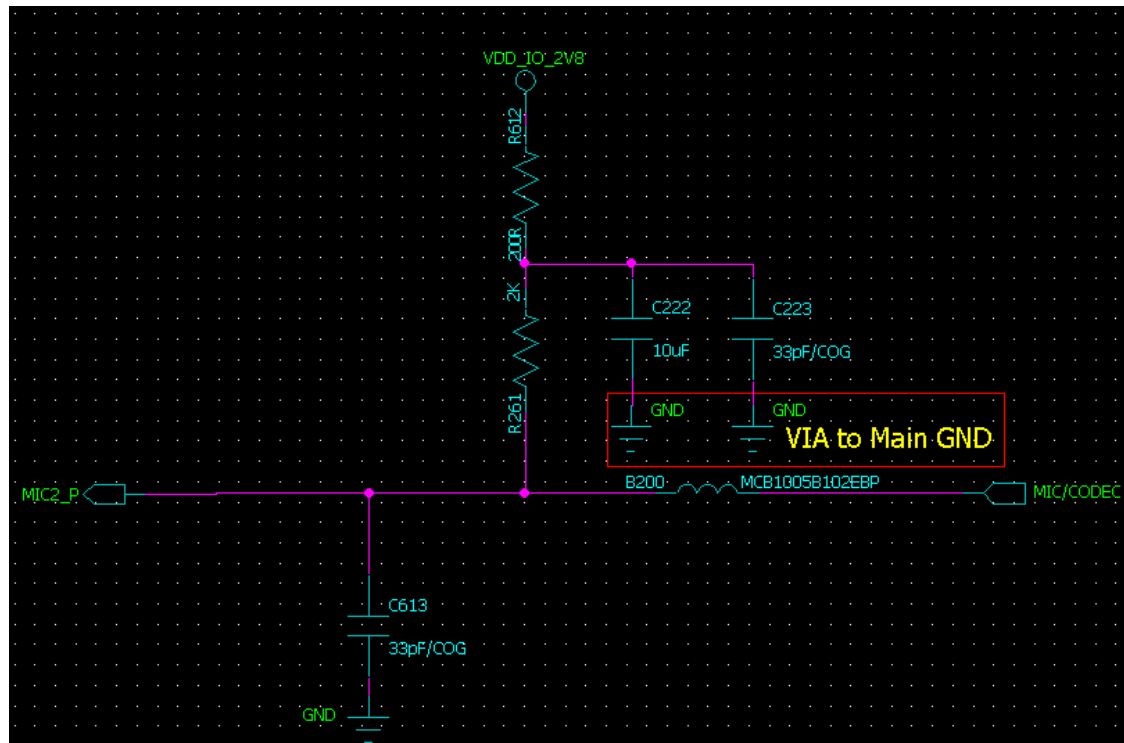 VDD_IO_2V8
R612
200R
2K
R261
C222
10uF
C223
33pF/COG
GND
GND
VIA to Main GND
MIC2_P
B200
MCB1005B102EBP
MIC/CODEC
C613
33pF/COG
GND